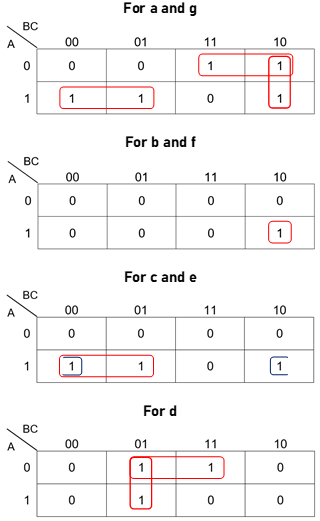 For a and g
BC
A 00 01 11 10
0 0 0 1 1
1 1 1 0 1
For b and f
BC
A 00 01 11 10
0 0 0 0 0
1 0 0 0 1
For c and e
BC
A 00 01 11 10
0 0 0 0 0
1 1 1 0 1
For d
BC
A 00 01 11 10
0 0 1 1 0
1 0 1 0 0